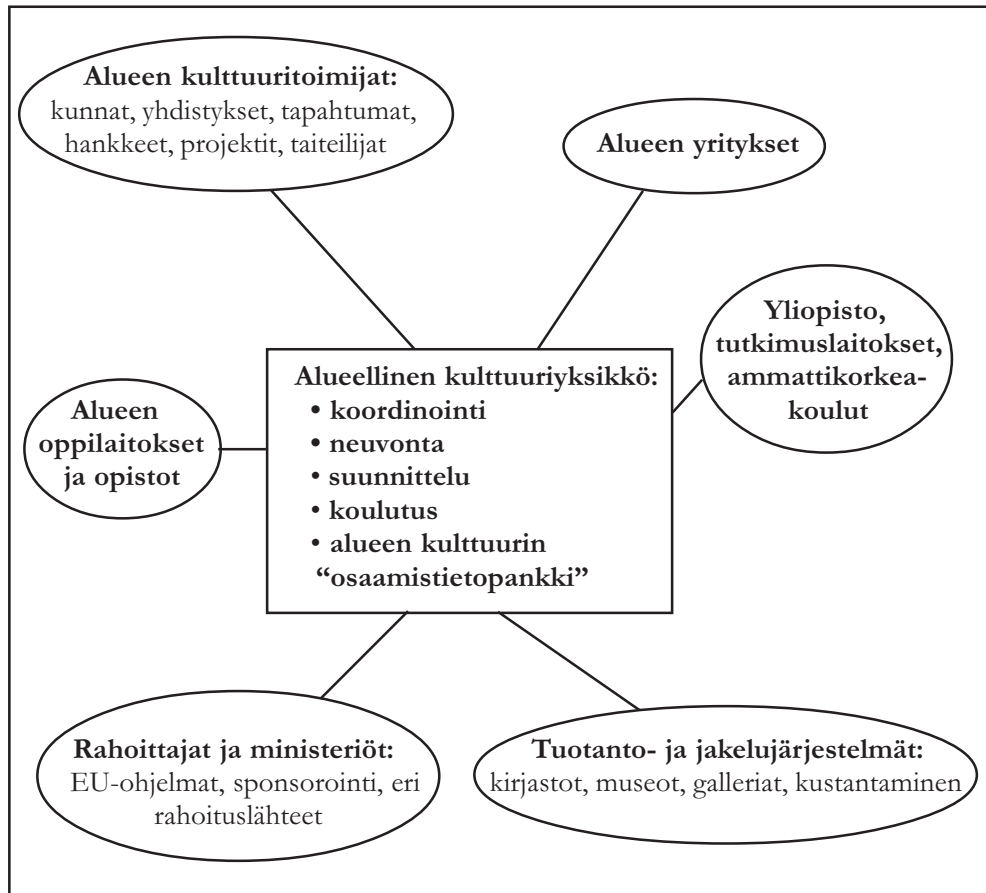 Alueen kulttuuritoimijat:
kunnat, yhdistykset, tapahtumat,
hankkeet, projektit, taiteilijat
Alueen yritykset
Yliopisto,
tutkimuslaitokset,
ammattikorkea-
koulut
Alueellinen kulttuuriyksikkö:
• koordinointi
• neuvonta
• suunnittelu
• koulutus
• alueen kulttuurin
“osaamistietopankki”
Alueen
oppilaitokset
ja opistot
Rahoittajat ja ministeriöt:
EU-ohjelmat, sponsorointi, eri
rahoituslähteet
Tuotanto- ja jakelujärjestelmät:
kirjastot, museot, galleriat, kustantaminen